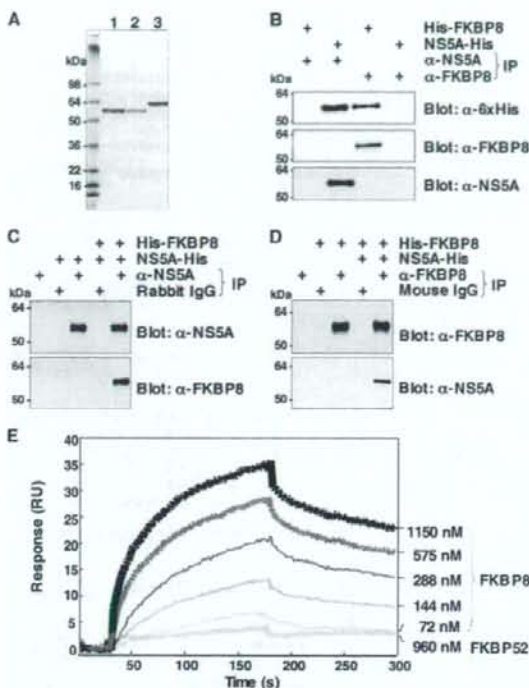 A
1 2 3
kDa
98
64
52
36
22
16
B
His-FKBP8
NS5A-His
α-NS5A
α-FKBP8
IP
kDa
64
50
Blot: α-6xHis
Blot: α-FKBP8
64
50
Blot: α-NS5A
C
His-FKBP8
NS5A-His
α-NS5A
Rabbit IgG
IP
kDa
64
50
Blot: α-NS5A
64
50
Blot: α-FKBP8
D
His-FKBP8
NS5A-His
α-FKBP8
Mouse IgG
IP
kDa
64
50
Blot: α-FKBP8
64
50
Blot: α-NS5A
E
Response (RU)
40
35
30
25
20
15
10
5
0
50 100 150 200 250 300
Time (s)
1150 nM
575 nM
288 nM
144 nM
72 nM
FKBP8
960 nM FKBP52